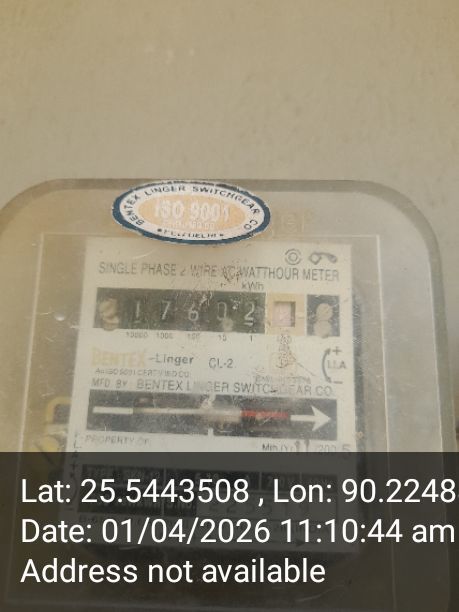 BENTEX LINGER SWITCHGEAR CO.
ISO 9001
SINGLE PHASE 2 WIRE AC WATTHOUR METER
kWh
1 7 6 0 2
10000 1000 100 10 1
BENTEX -Linger CL-2.
MFD. BY: BENTEX LINGER SWITCHGEAR CO.
PROPERTY OF
Lat: 25.5443508 , Lon: 90.2248
Date: 01/04/2026 11:10:44 am
Address not available